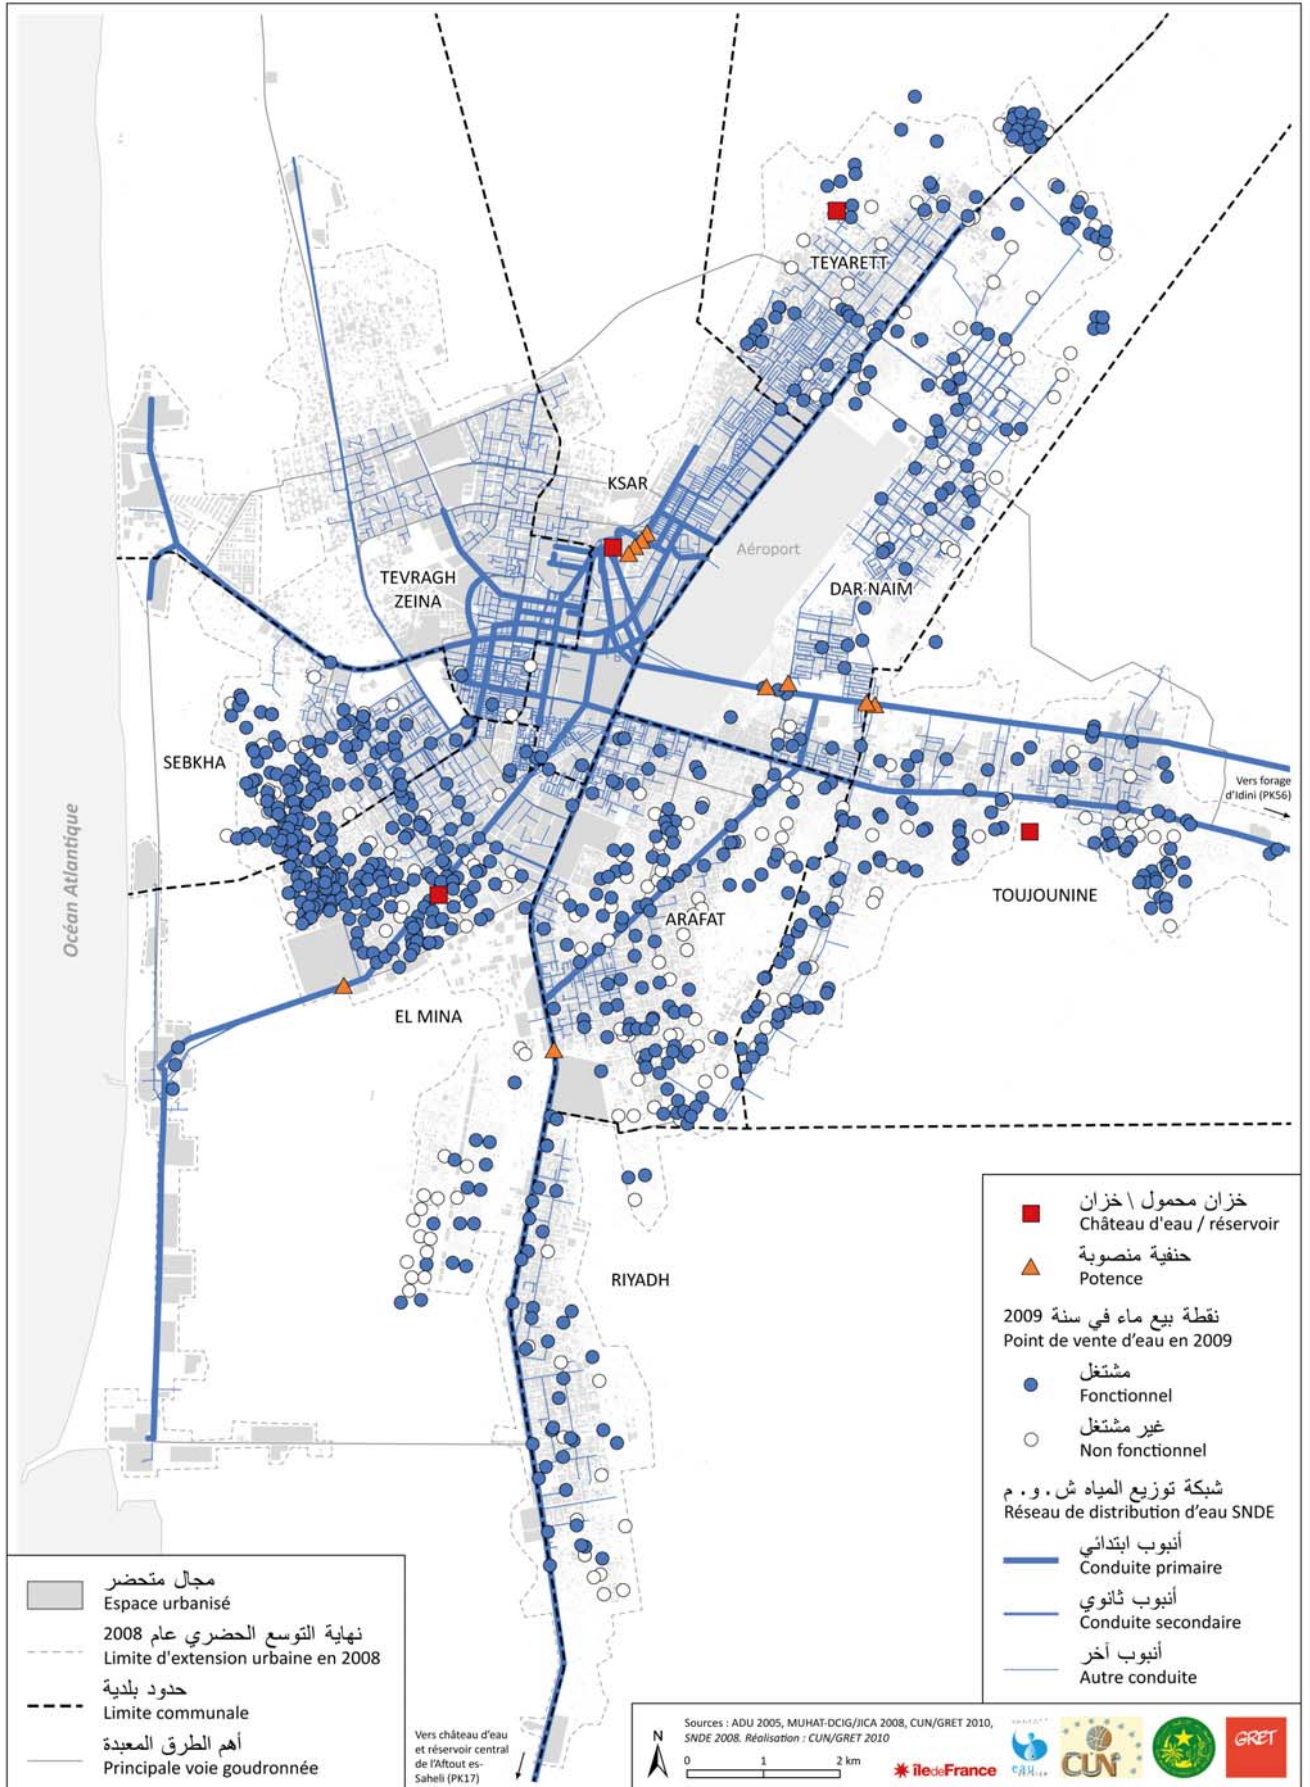 TEYARETT
KSAR
Aéroport
TEVRAGH
ZEINA
DAR NAIM
SEBKHA
Vers forage
d'Idini (PK56)
Océan Atlantique
TOUJOUNINE
ARAFAT
EL MINA
RIYADH
خزان محمول \ خزان
Château d'eau / réservoir
حنفية منصوبة
Potence
نقطة بيع ماء في سنة 2009
Point de vente d'eau en 2009
مشتغل
Fonctionnel
غير مشتغل
Non fonctionnel
شبكة توزيع المياه ش . و . م
Réseau de distribution d'eau SNDE
أنبوب ابتدائي
Conduite primaire
أنبوب ثانوي
Conduite secondaire
أنبوب آخر
Autre conduite
مجال متحضر
Espace urbanisé
نهاية التوسع الحضري عام 2008
Limite d'extension urbaine en 2008
حدود بلدية
Limite communale
أهم الطرق المعبدة
Principale voie goudronnée
Vers château d'eau
et réservoir central
de l'Aftout es-
Saheli (PK17)
N
Sources : ADU 2005, MUHAT-DCIG/JICA 2008, CUN/GRET 2010,
SNDE 2008. Réalisation : CUN/GRET 2010
0 1 2 km
îledeFrance
CUN
GRET